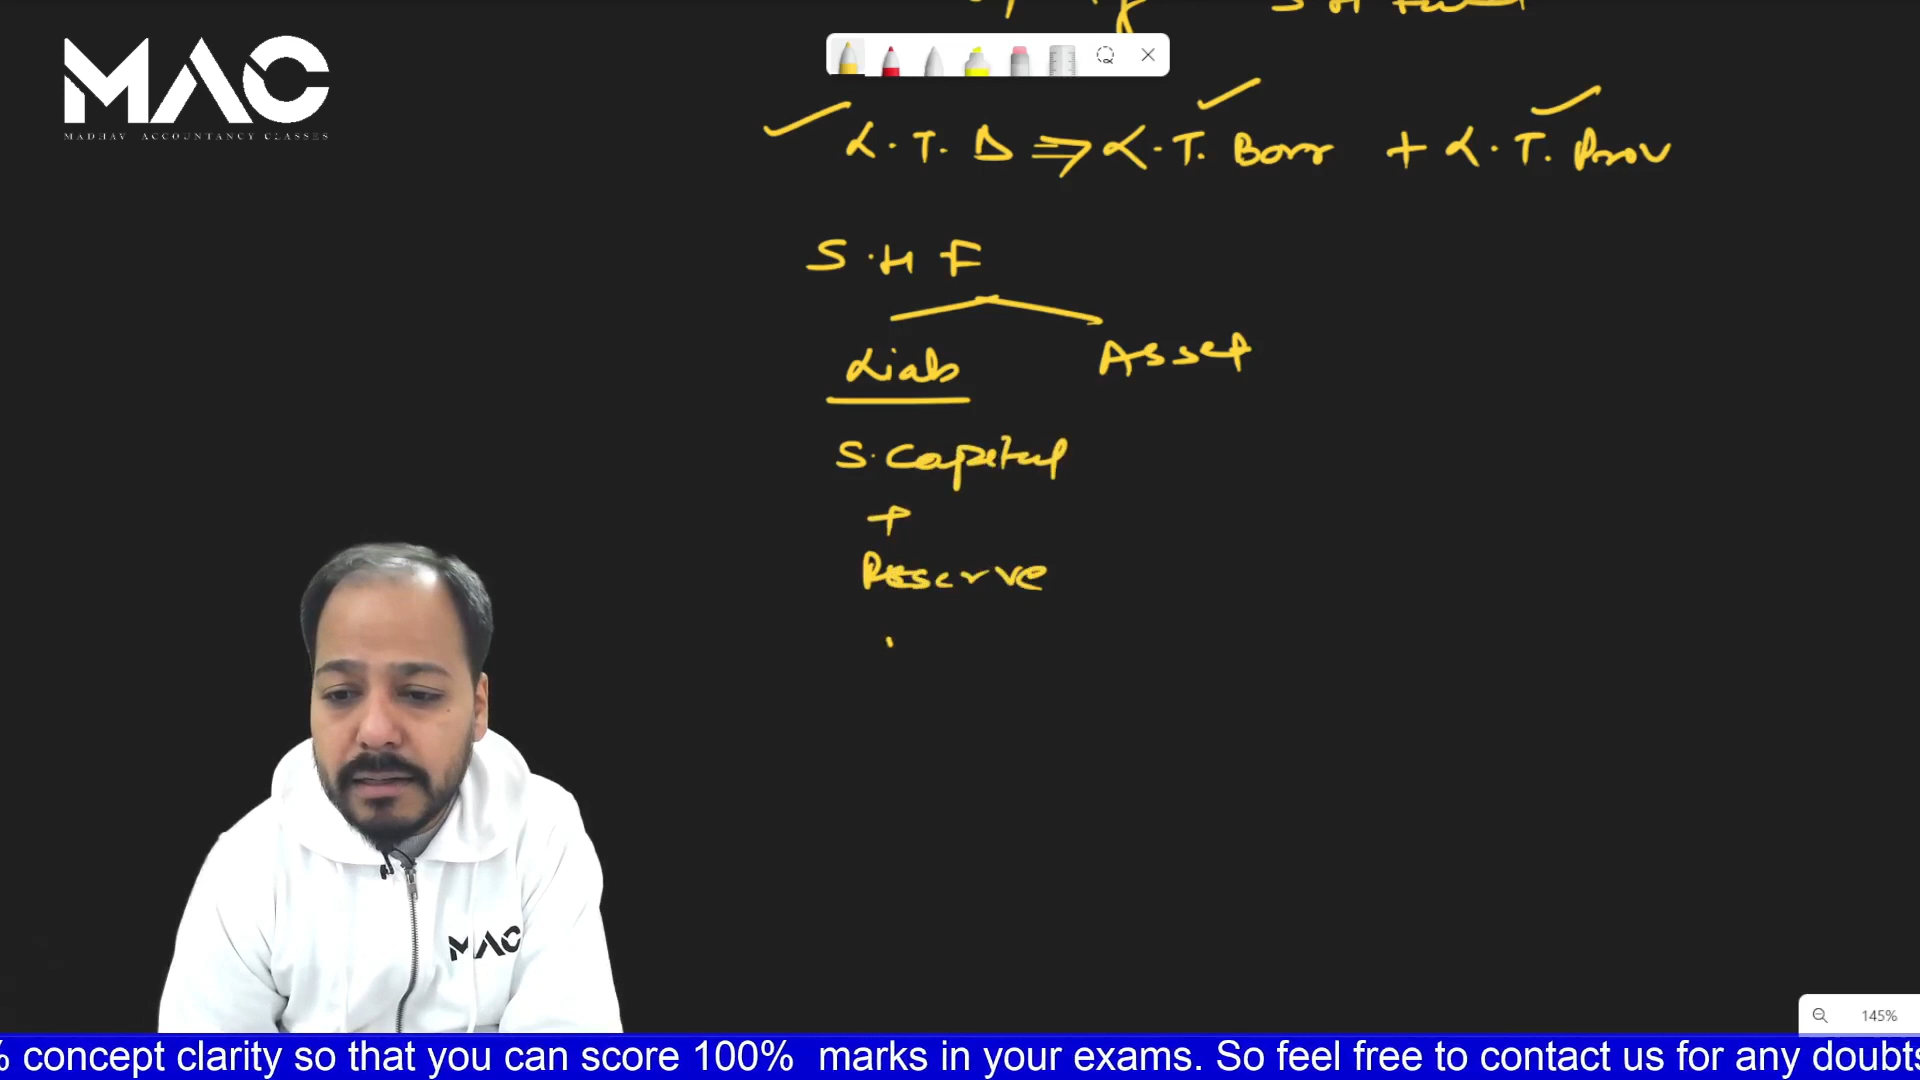 S H Fund
MAC
MADHAV ACCOUNTANCY CLASSES
L.T.D ⇒ L.T. Borr + L.T. Prov
S.H F
Liab Asset
S.Capital
+
Reserve
MAC
145%
% concept clarity so that you can score 100% marks in your exams. So feel free to contact us for any doubts